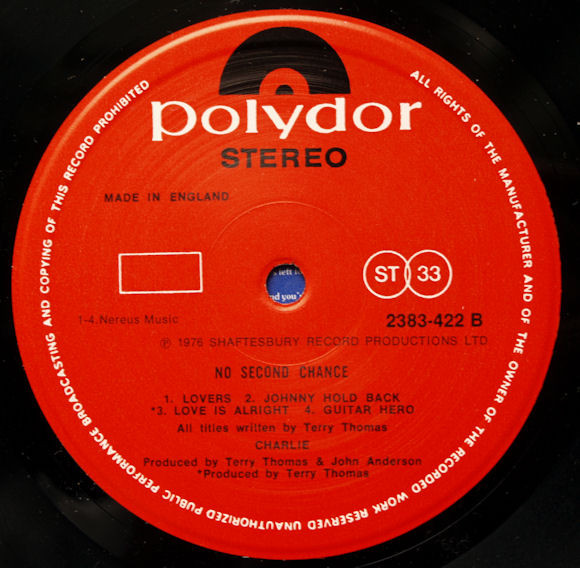 polydor
STEREO
MADE IN ENGLAND
ST 33
1-4. Nereus Music
2383-422 B
℗ 1976 SHAFTESBURY RECORD PRODUCTIONS LTD
NO SECOND CHANCE
1. LOVERS 2. JOHNNY HOLD BACK
*3. LOVE IS ALRIGHT 4. GUITAR HERO
All titles written by Terry Thomas
CHARLIE
Produced by Terry Thomas & John Anderson
*Produced by Terry Thomas
ALL RIGHTS OF THE MANUFACTURER AND OF THE OWNER OF THE RECORDED WORK RESERVED UNAUTHORIZED PUBLIC PERFORMANCE BROADCASTING AND COPYING OF THIS RECORD PROHIBITED
left
you'